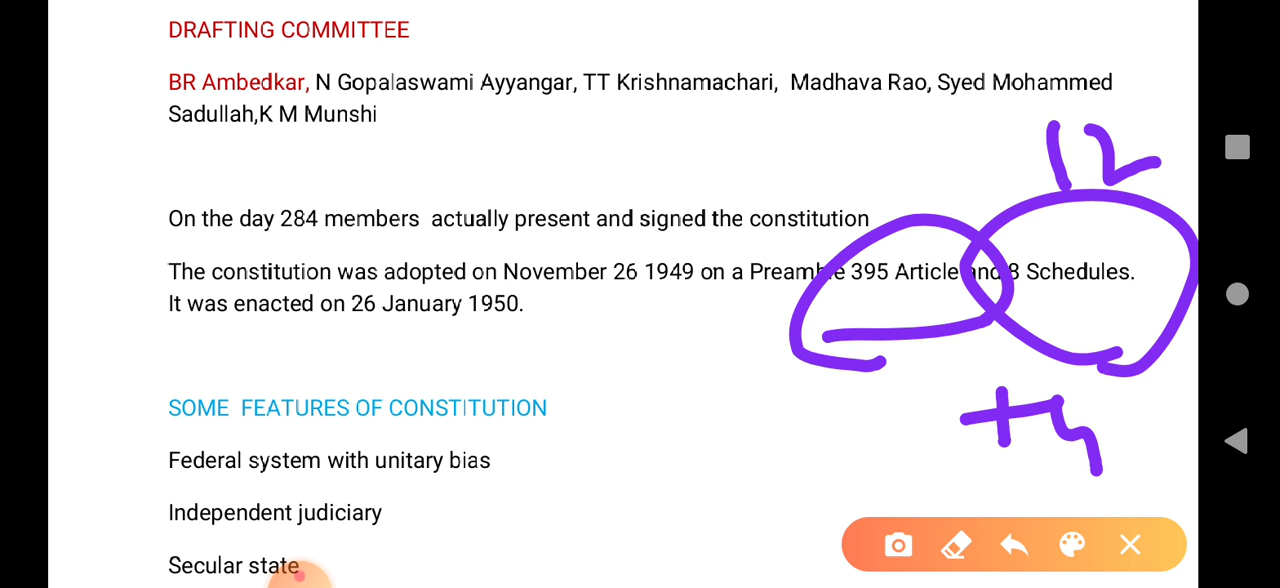 DRAFTING COMMITTEE
BR Ambedkar, N Gopalaswami Ayyangar, TT Krishnamachari, Madhava Rao, Syed Mohammed
Sadullah,K M Munshi
12
On the day 284 members actually present and signed the constitution
The constitution was adopted on November 26 1949 on a Preamble 395 Article and 8 Schedules.
It was enacted on 26 January 1950.
SOME FEATURES OF CONSTITUTION
Federal system with unitary bias
Independent judiciary
Secular state